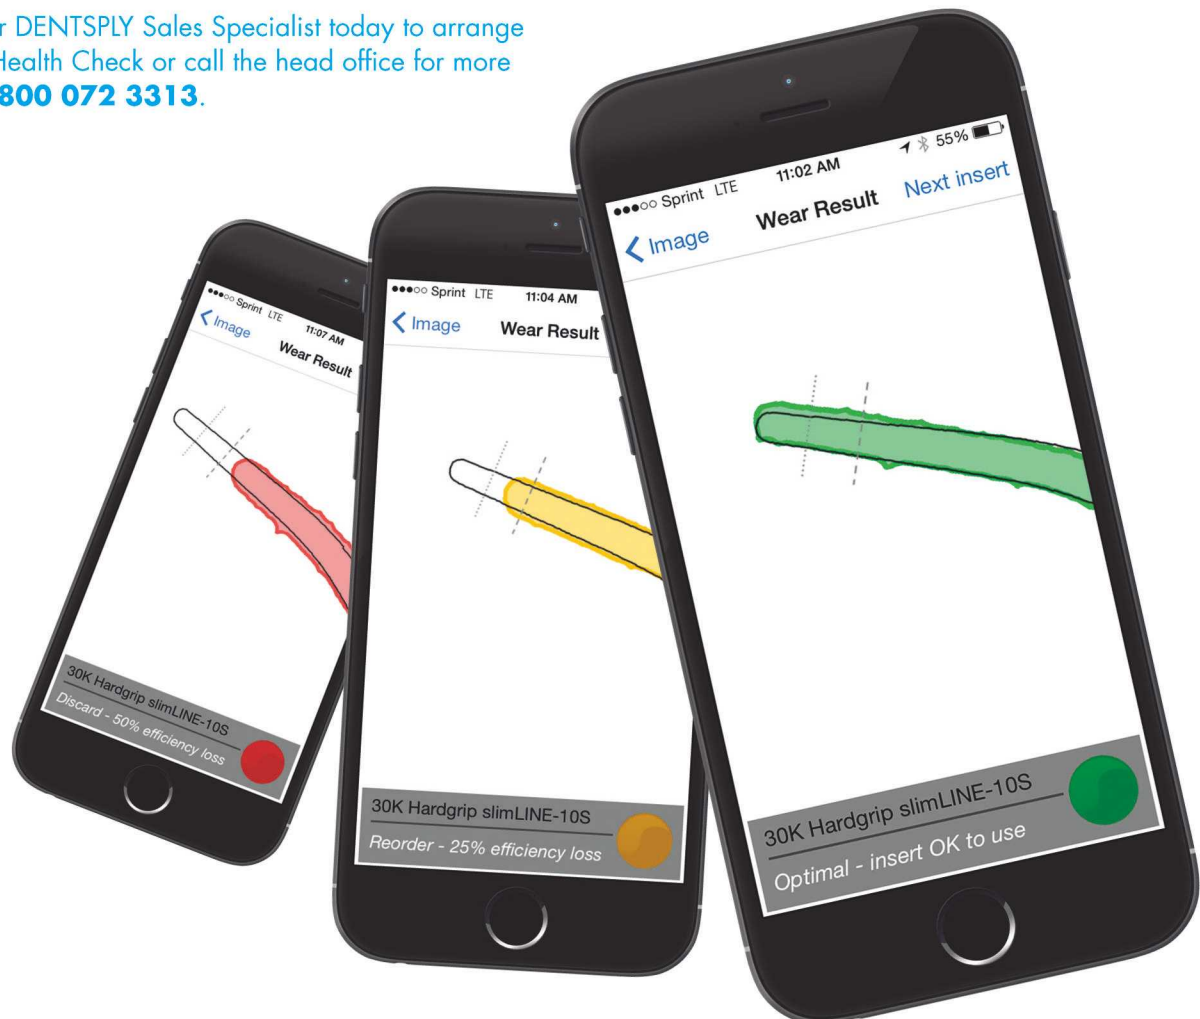 r DENTSPLY Sales Specialist today to arrange
Health Check or call the head office for more
800 072 3313.
Sprint LTE 11:07 AM
Image Wear Result
30K Hardgrip slimLINE-10S
Discard - 50% efficiency loss
Sprint LTE 11:04 AM
Image Wear Result
30K Hardgrip slimLINE-10S
Reorder - 25% efficiency loss
Sprint LTE 11:02 AM 55%
Image Wear Result Next insert
30K Hardgrip slimLINE-10S
Optimal - insert OK to use